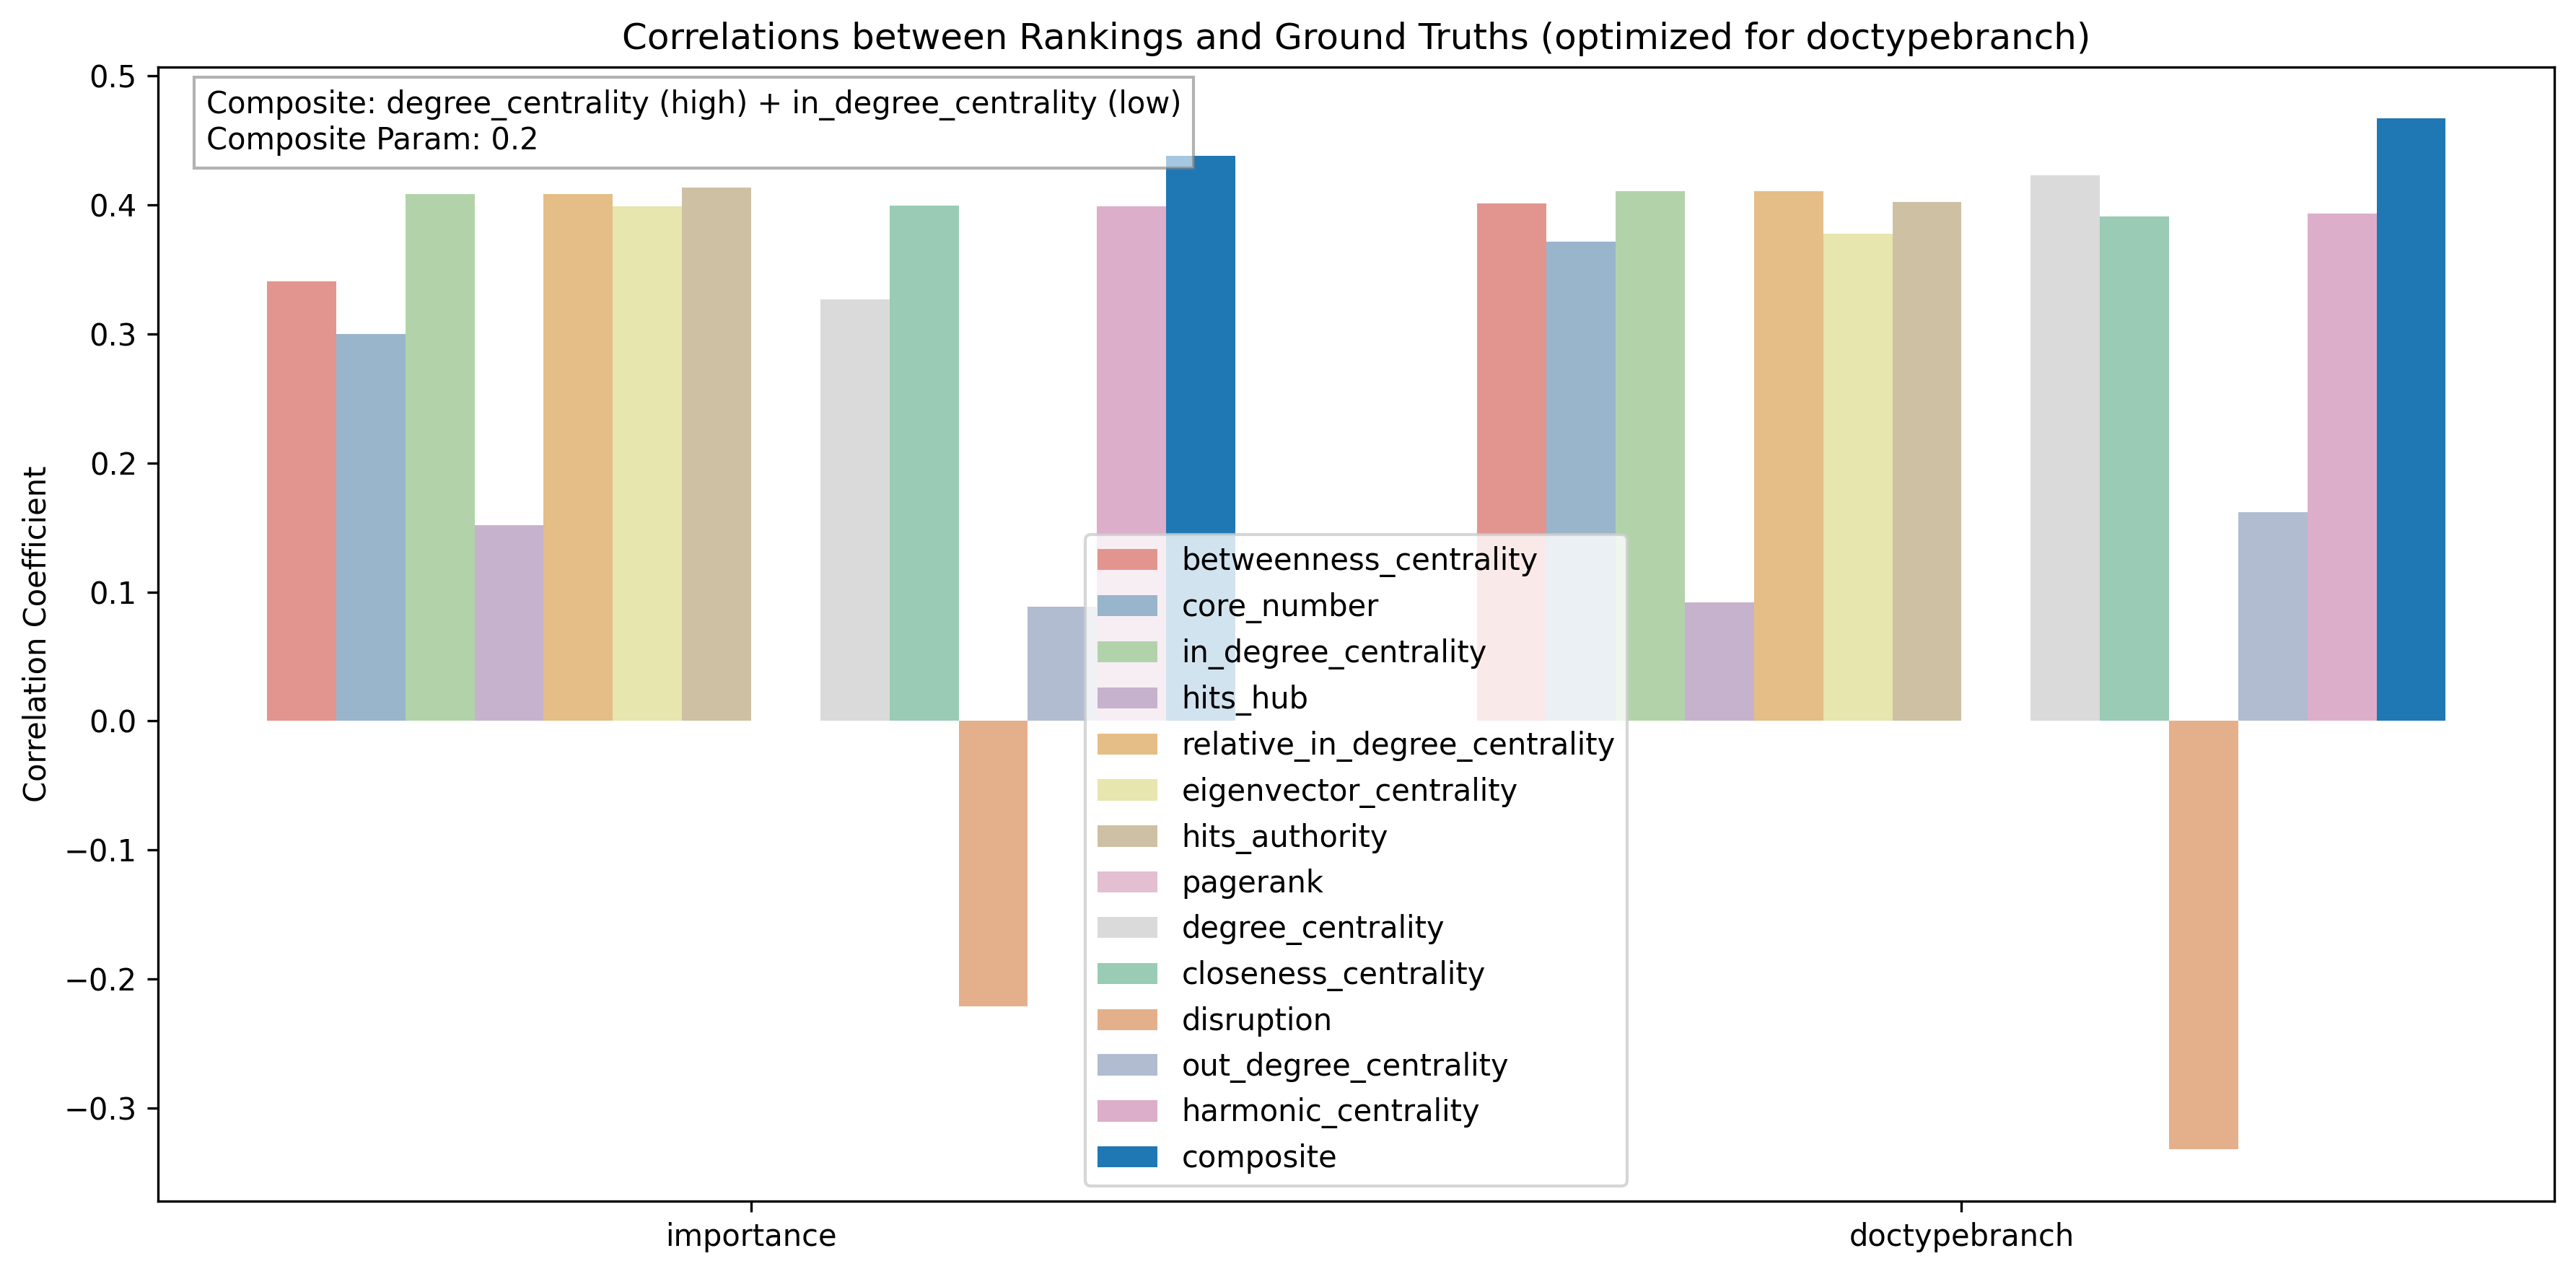 Correlations between Rankings and Ground Truths (optimized for doctypebranch)
Composite: degree_centrality (high) + in_degree_centrality (low)
Composite Param: 0.2
Correlation Coefficient
0.5
0.4
0.3
0.2
0.1
0.0
−0.1
−0.2
−0.3
betweenness_centrality
core_number
in_degree_centrality
hits_hub
relative_in_degree_centrality
eigenvector_centrality
hits_authority
pagerank
degree_centrality
closeness_centrality
disruption
out_degree_centrality
harmonic_centrality
composite
importance
doctypebranch